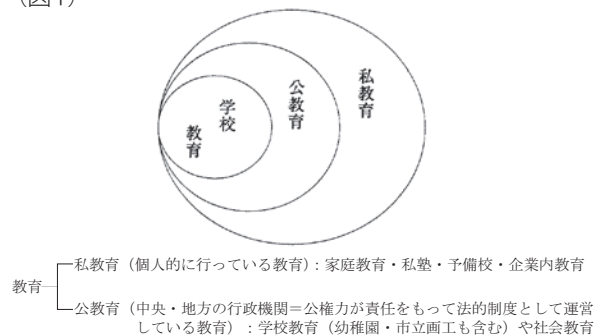 (図1)
私教育
公教育
学校
教育
教育
私教育(個人的に行っている教育):家庭教育・私塾・予備校・企業内教育
公教育(中央・地方の行政機関=公権力が責任をもって法的制度として運営
している教育):学校教育(幼稚園・市立画工も含む)や社会教育